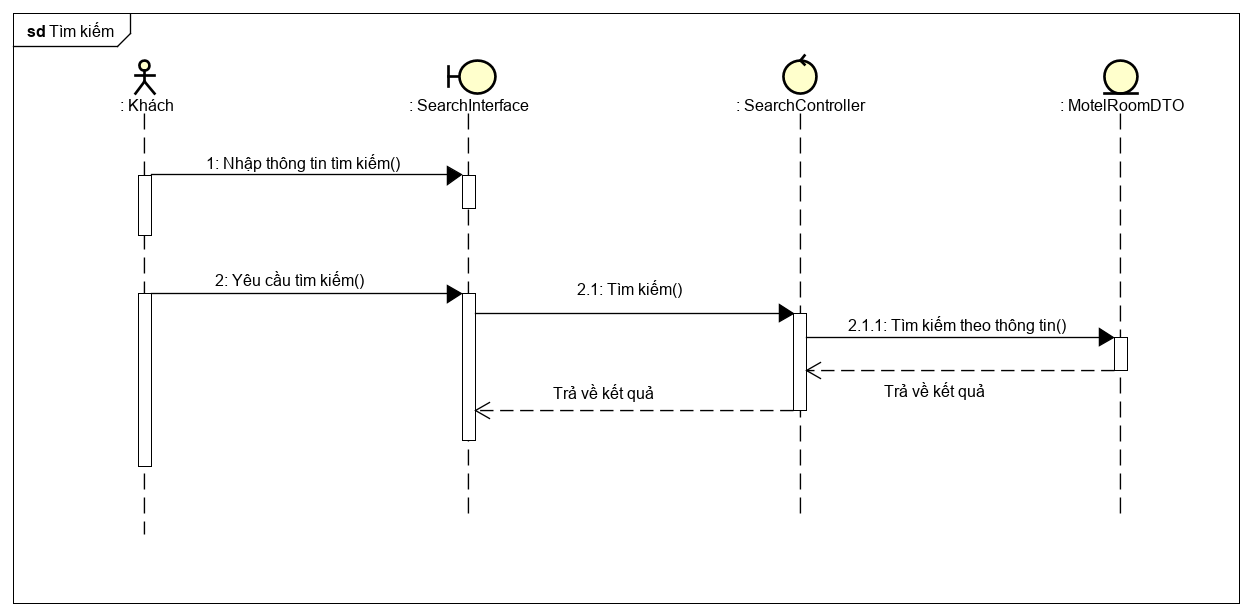 sd Tìm kiếm
: Khách
: SearchInterface
: SearchController
: MotelRoomDTO
1: Nhập thông tin tìm kiếm()
2: Yêu cầu tìm kiếm()
2.1: Tìm kiếm()
2.1.1: Tìm kiếm theo thông tin()
Trả về kết quả
Trả về kết quả